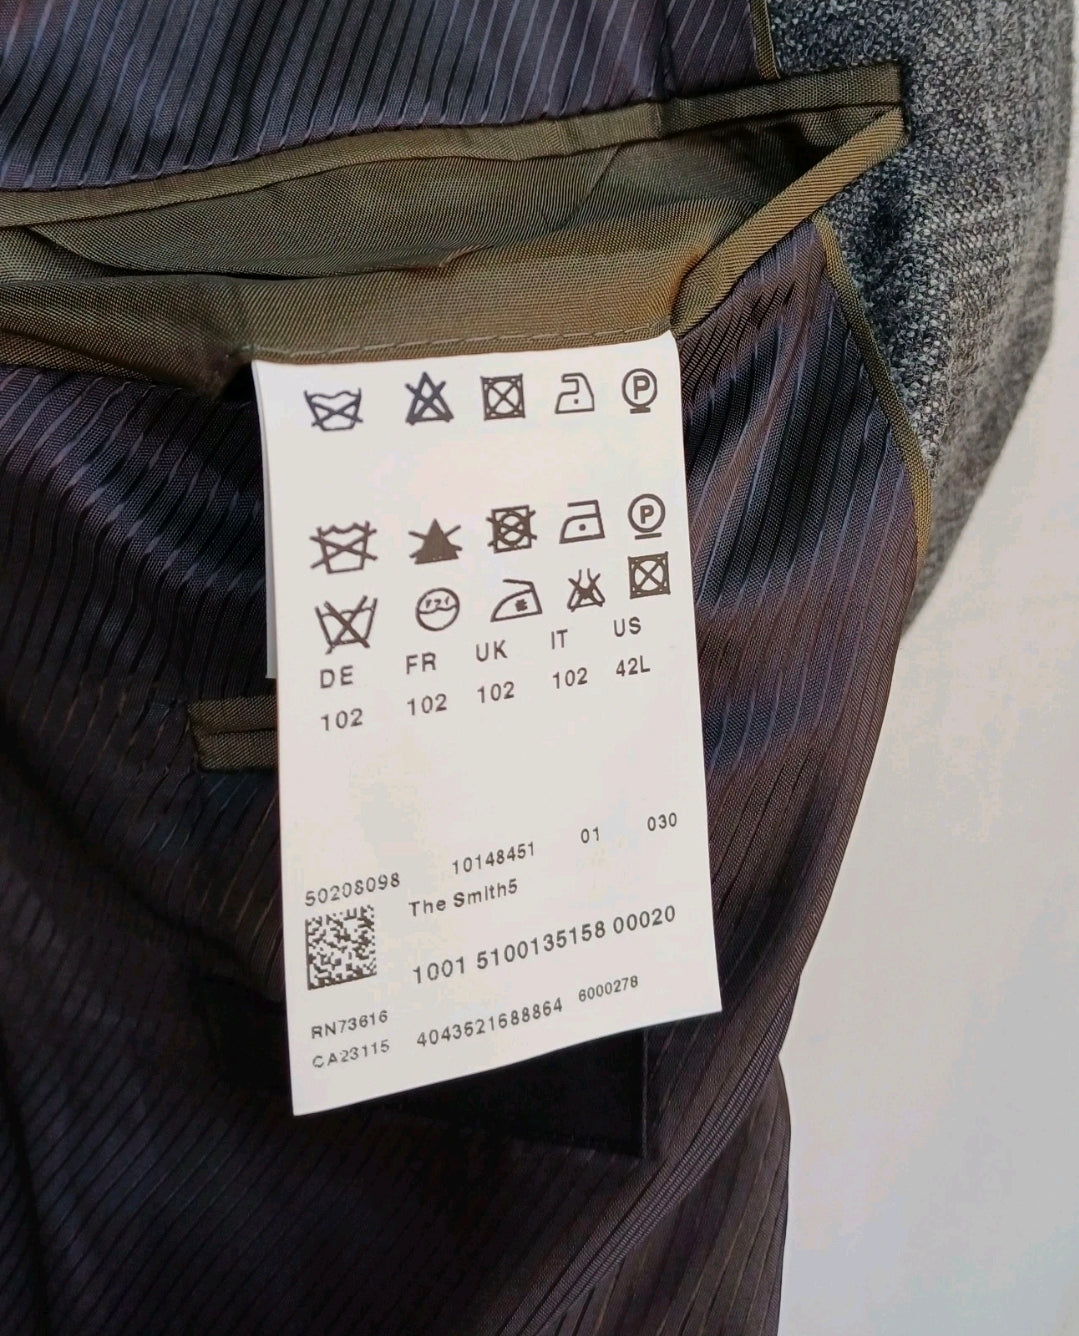 P
P
DE FR UK IT US
102 102 102 102 42L
50208098 10148451 01 030
The Smith5
1001 5100135158 00020
RN73616
CA23115 4043521688864 6000278